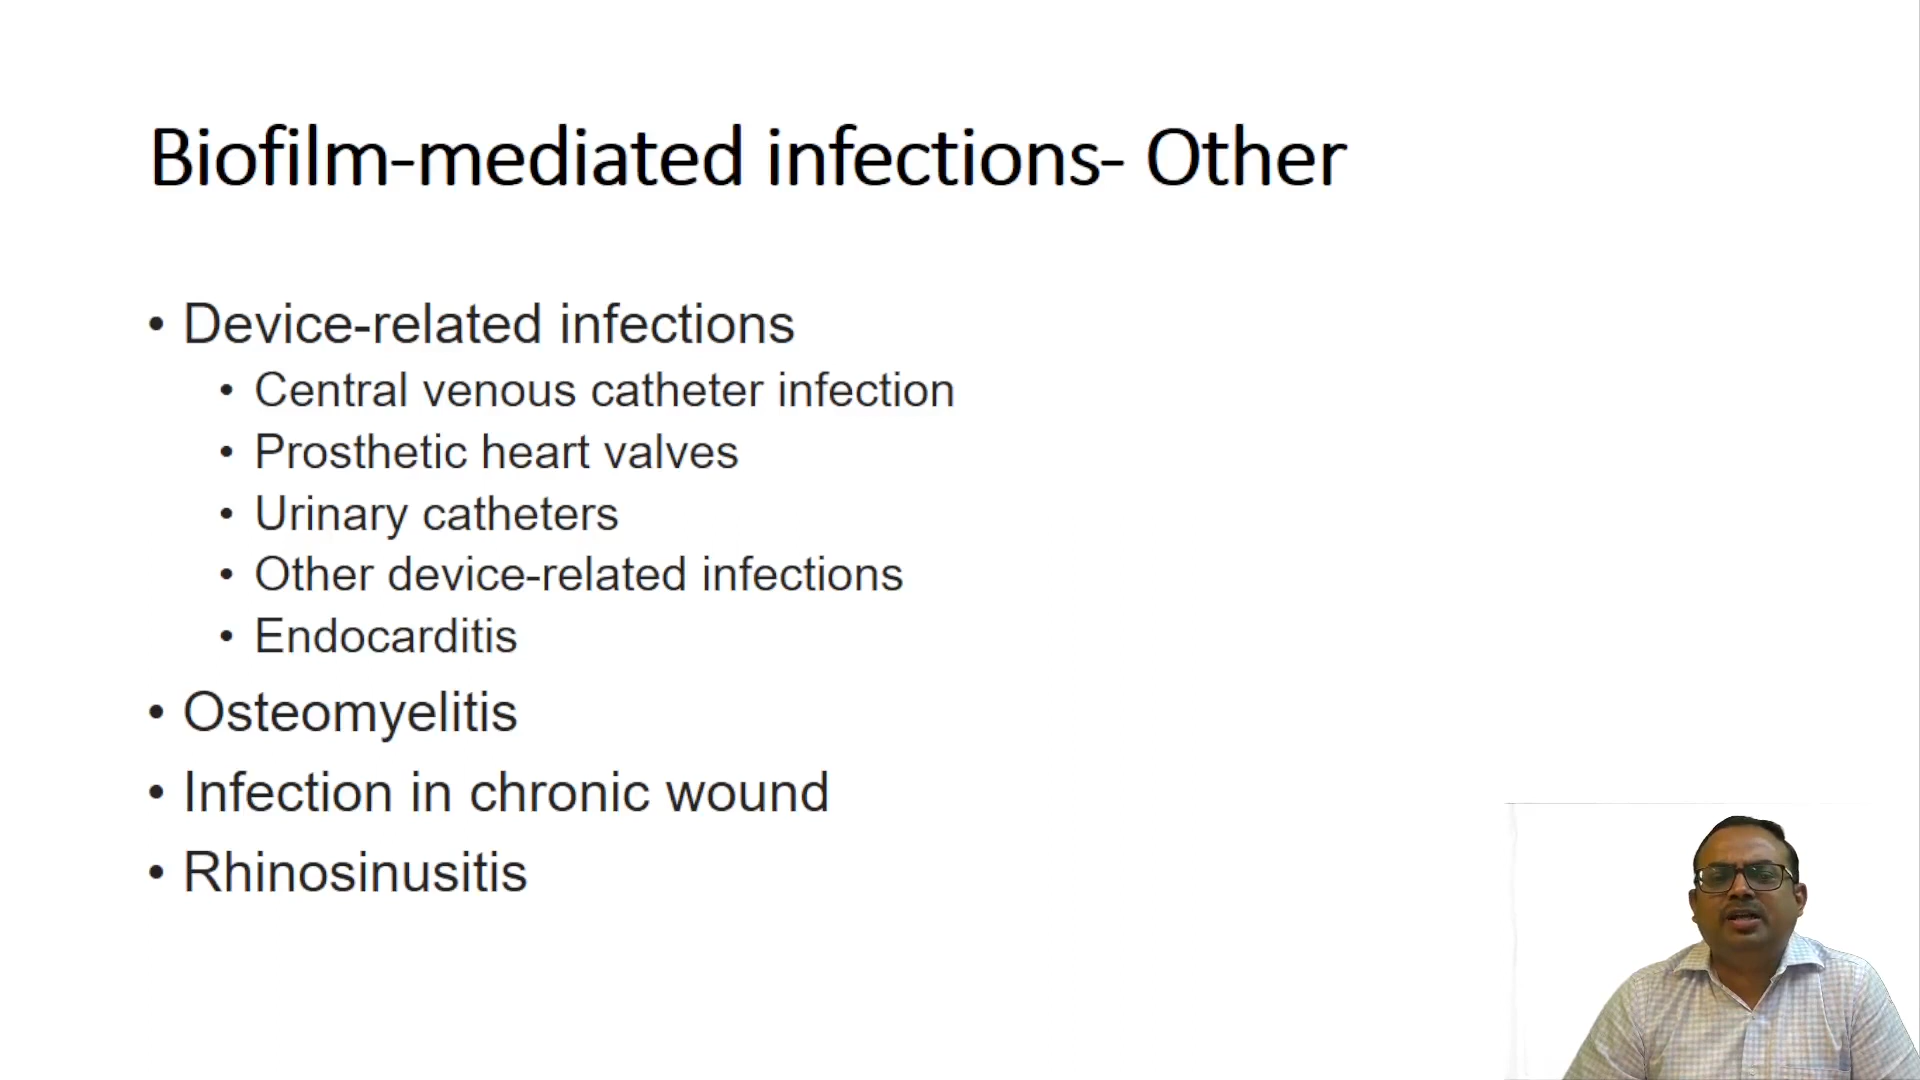 Biofilm-mediated infections- Other
• Device-related infections
• Central venous catheter infection
• Prosthetic heart valves
• Urinary catheters
• Other device-related infections
• Endocarditis
• Osteomyelitis
• Infection in chronic wound
• Rhinosinusitis